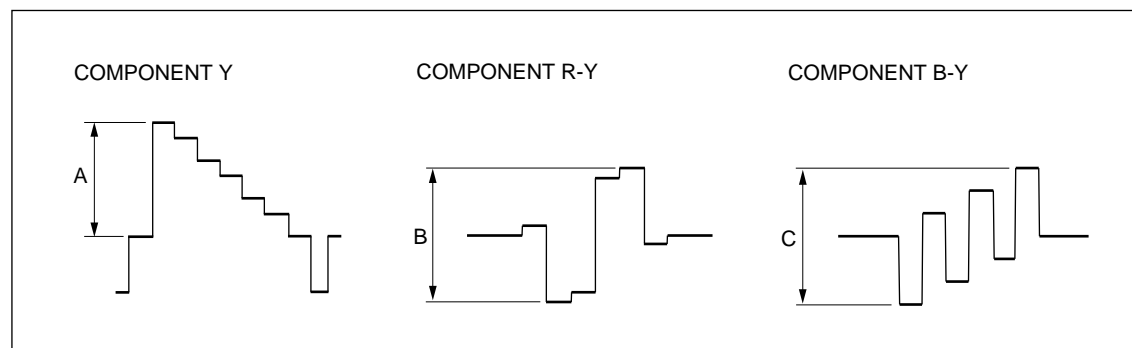 COMPONENT Y
COMPONENT R-Y
COMPONENT B-Y
A
B
C